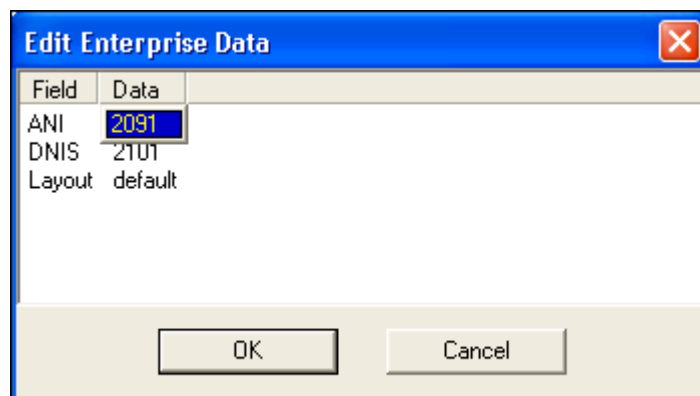 Edit Enterprise Data
Field Data
ANI 2091
DNIS 2101
Layout default
OK Cancel